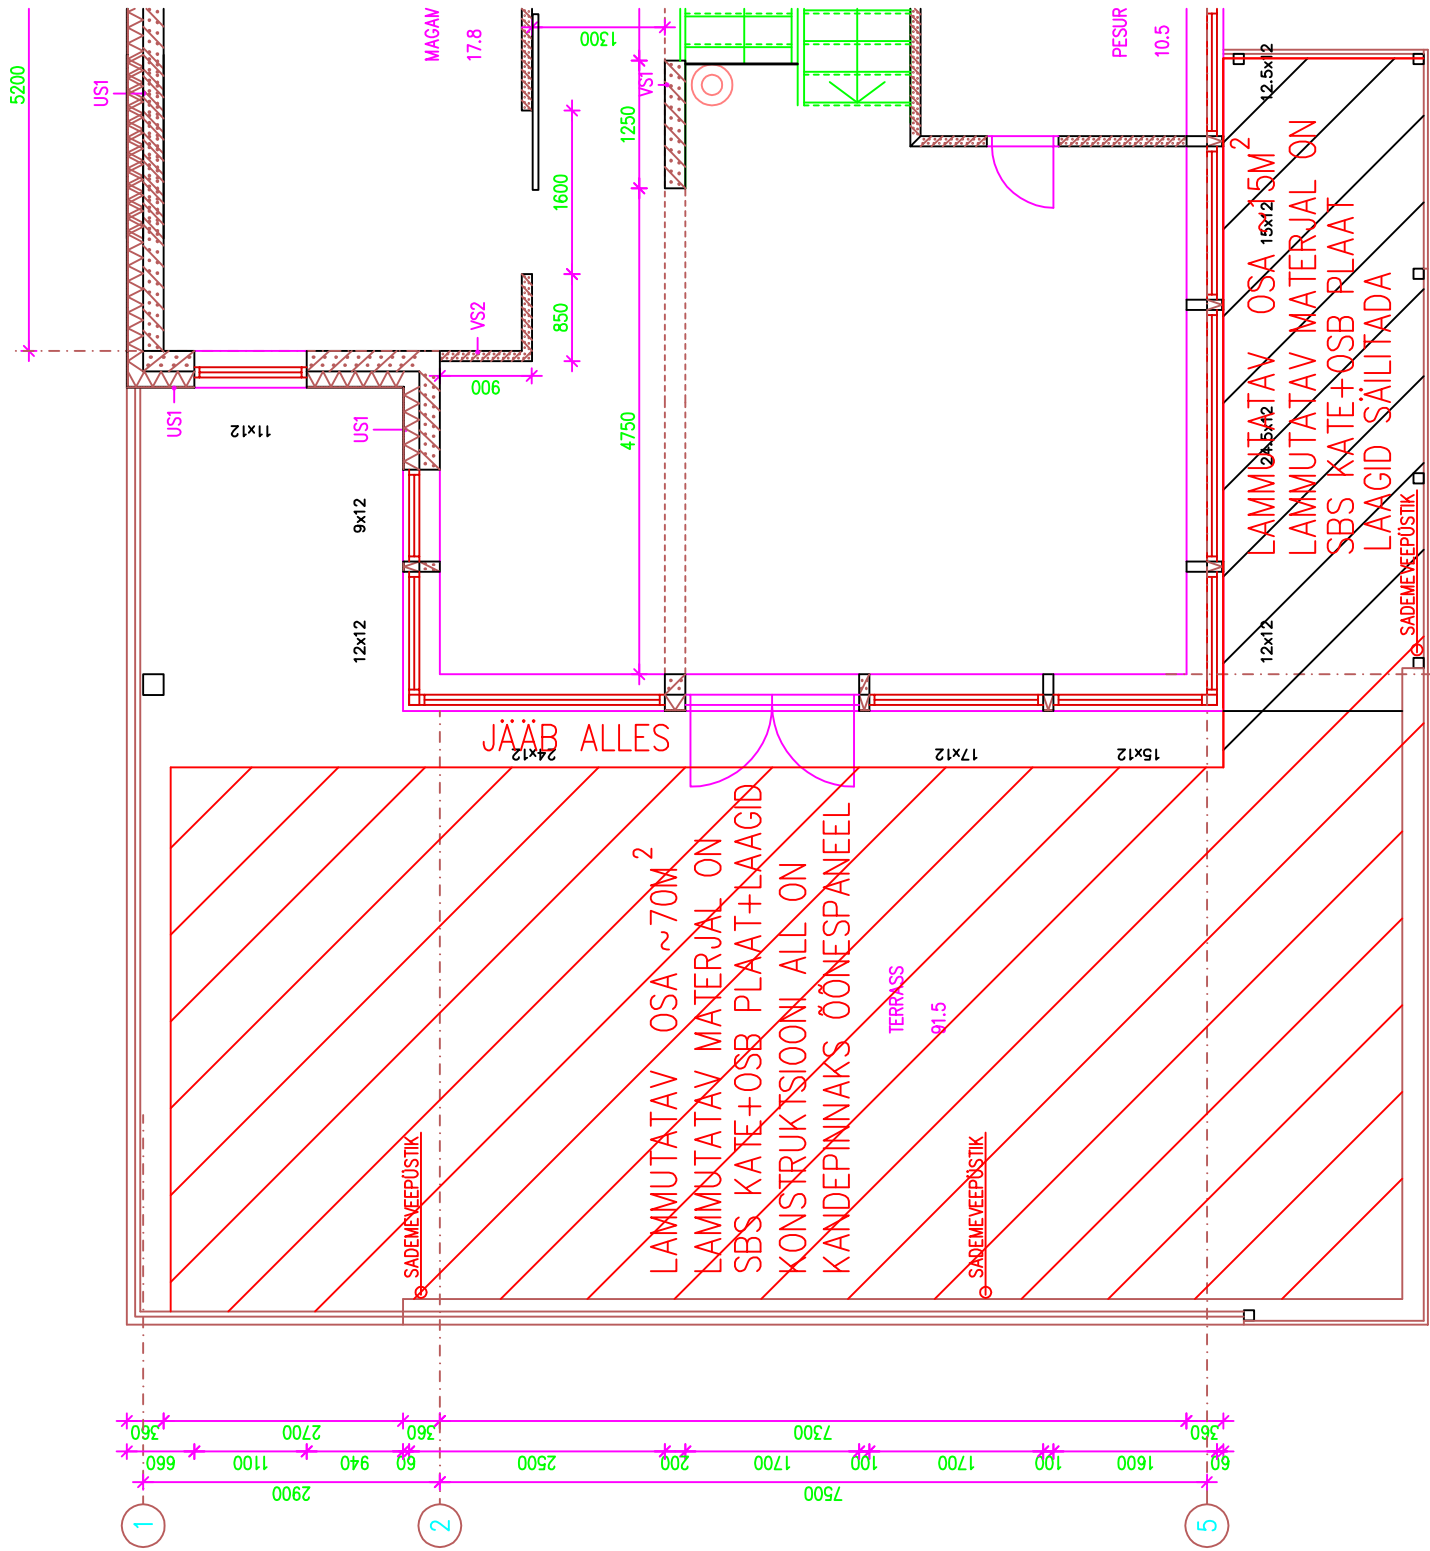 5200
US1
MAGAM
17.8
1300
VS1
1250
1600
850
VS2
900
4750
US1
US1
11x12
9x12
12x12
PESUR
10.5
12.5x12
15x12
24.5x12
12x12
LAMMUTATAV OSA ~15M2
LAMMUTATAV MATERJAL ON
SBS KATE+OSB PLAAT
LAAGID SÄILITADA
SADEMEVEEPÜSTIK
JÄÄB ALLES
24x12
17x12
15x12
LAMMUTATAV OSA ~70M2
LAMMUTATAV MATERJAL ON
SBS KATE+OSB PLAAT+LAAGID
KONSTRUKTSIOONI ALL ON
KANDEPINNAKS ÕÕNESPANEEL
TERRASS
91.5
SADEMEVEEPÜSTIK
SADEMEVEEPÜSTIK
360
2700
360
7300
360
660
1100
940
60
2500
200
1700
100
1700
100
1600
60
2900
7500
1
2
5